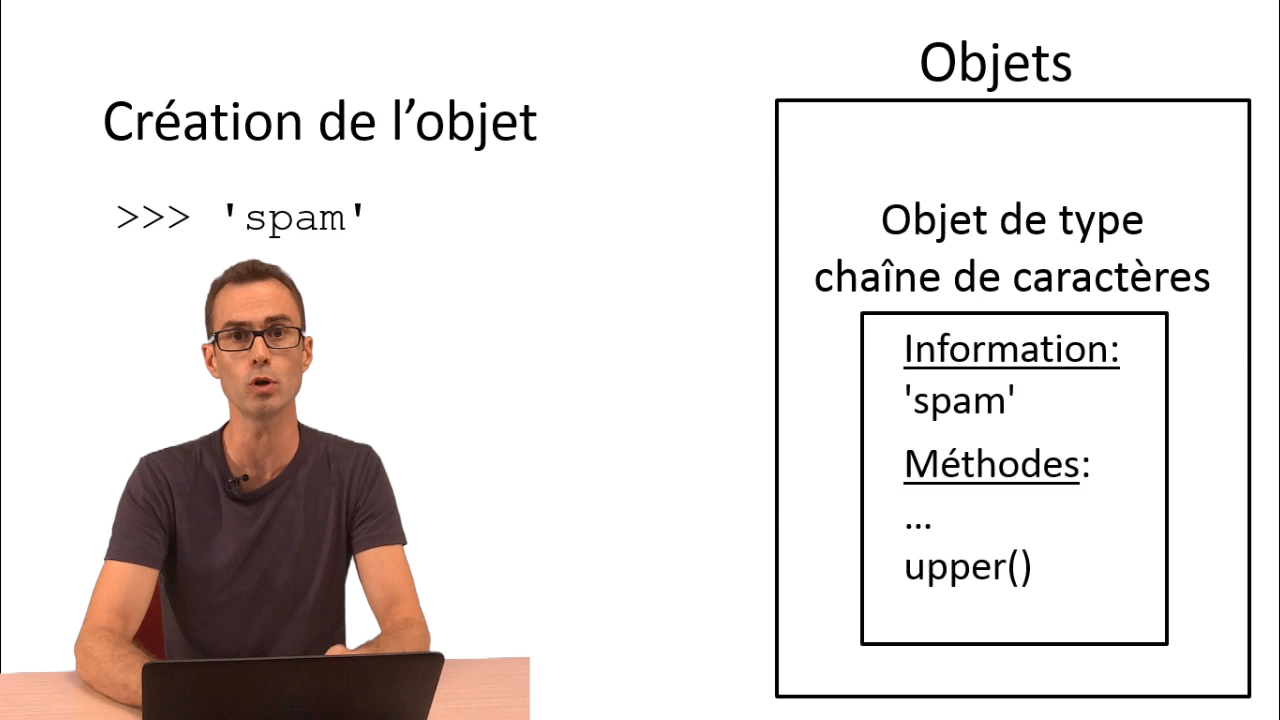 Création de l’objet
>>> 'spam'
Objets
Objet de type
chaîne de caractères
Information:
'spam'
Méthodes:
...
upper()